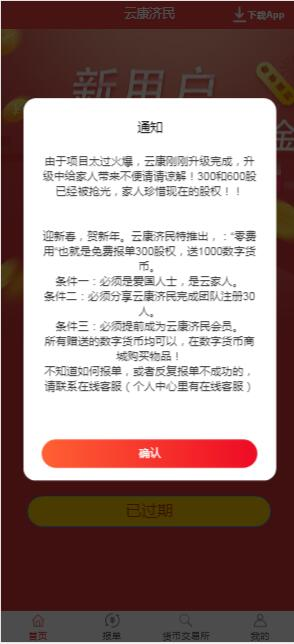 云康济民
下载App
新用户
金
通知
由于项目太过火爆，云康刚刚升级完成，升
级中给家人带来不便请请谅解！300和600股
已经被抢光，家人珍惜现在的股权！！
迎新春，贺新年。云康济民特推出，：“零费
用”也就是免费报单300股权，送1000数字货
币。
条件一：必须是爱国人士，是云家人。
条件二：必须分享云康济民完成团队注册30
人。
条件三：必须提前成为云康济民会员。
所有赠送的数字货币均可以，在数字货币商
城购买物品！
不知道如何报单，或者反复报单不成功的，
请联系在线客服（个人中心里有在线客服）
确认
已过期
首页
报单
货币交易所
我的